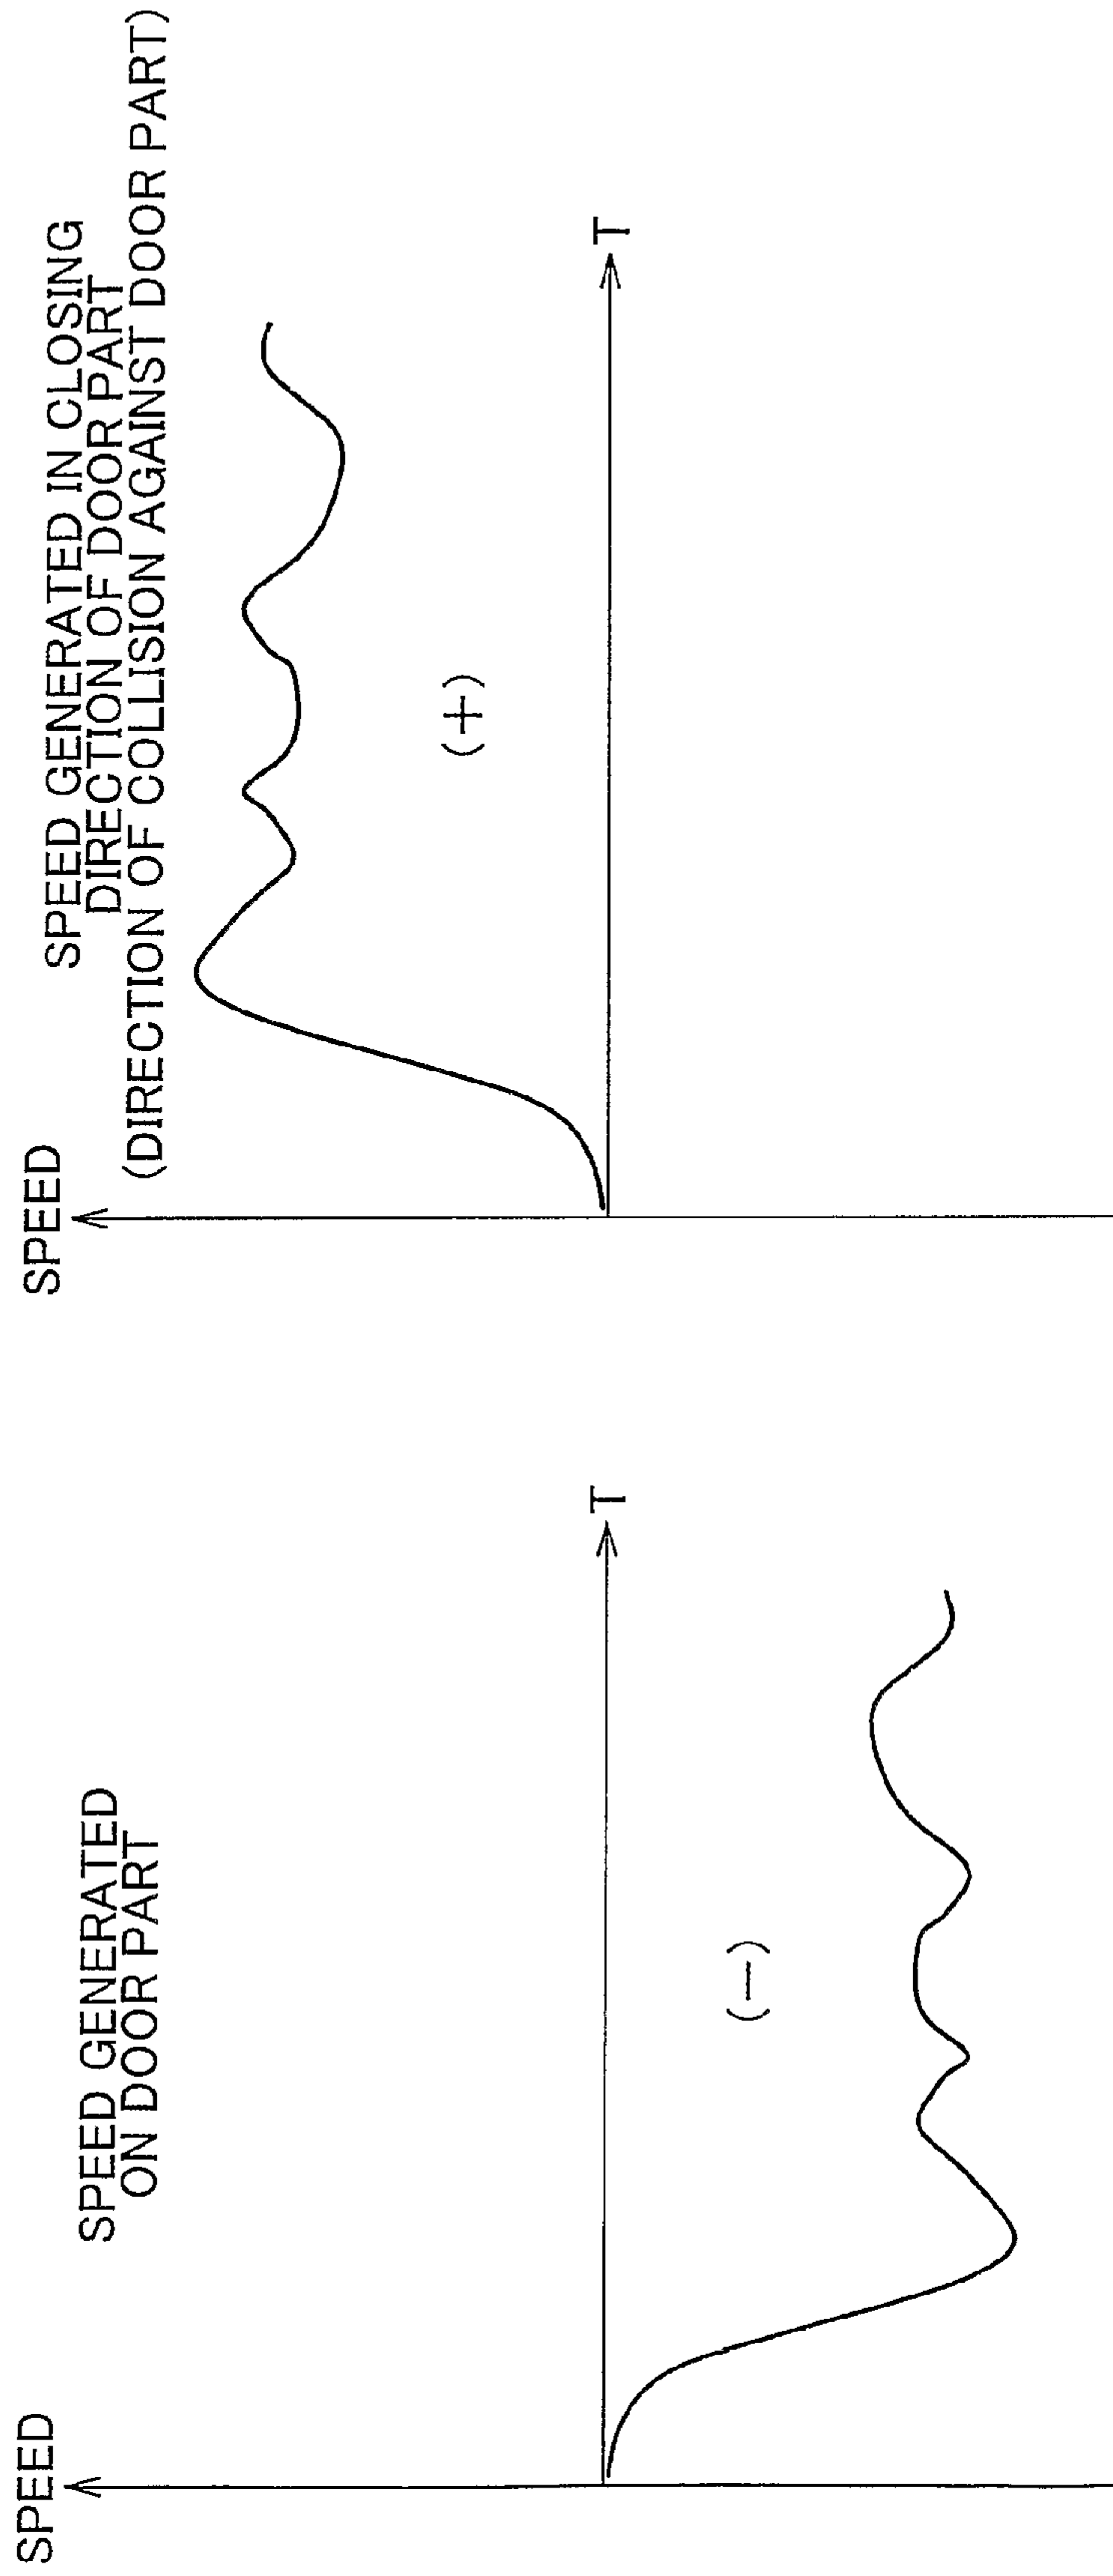 SPEED
SPEED GENERATED
ON DOOR PART
T
(−)
SPEED
SPEED GENERATED IN CLOSING
DIRECTION OF DOOR PART
(DIRECTION OF COLLISION AGAINST DOOR PART)
T
(+)